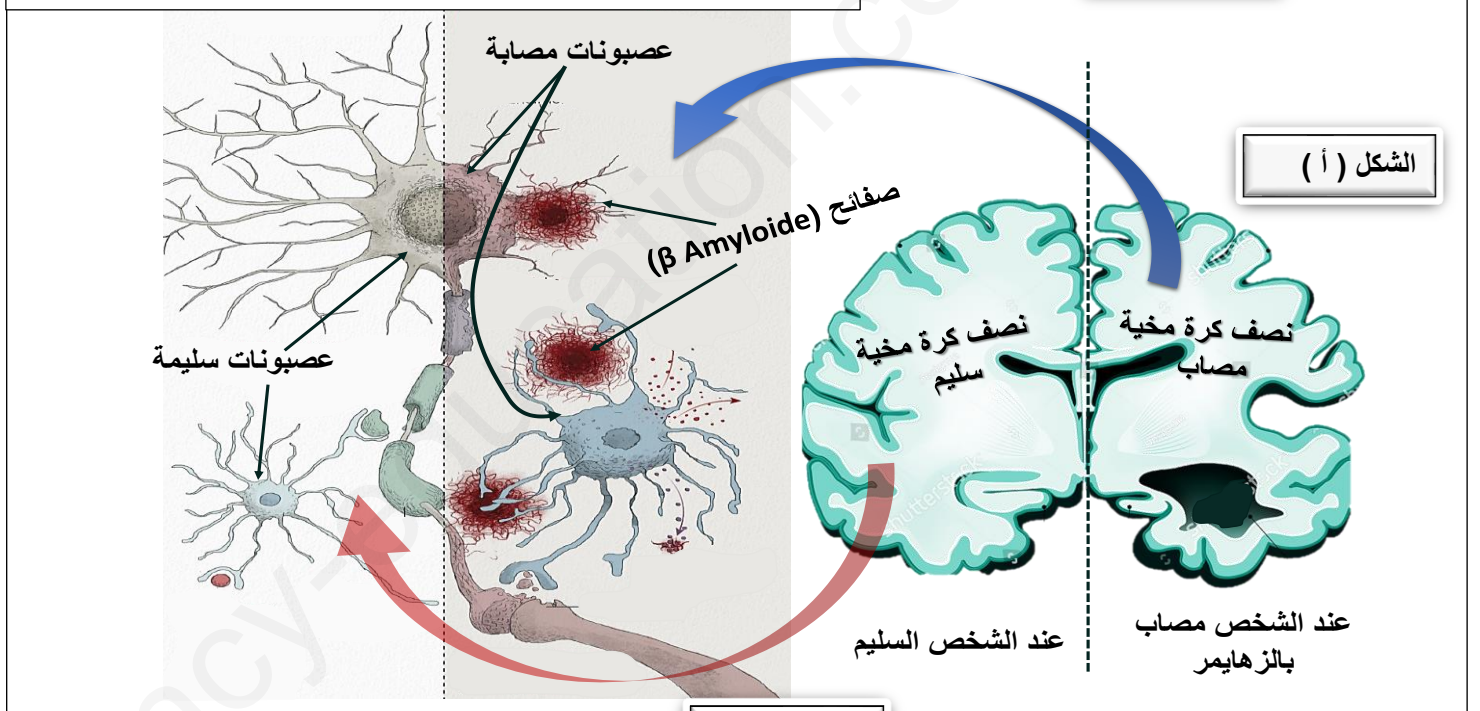 عصبونات مصابة
الشكل ( أ )
صفائح (β Amyloide)
نصف كرة مخية
سليم
نصف كرة مخية
مصاب
عصبونات سليمة
عند الشخص السليم
عند الشخص مصاب
بالزهايمر
shutterstock